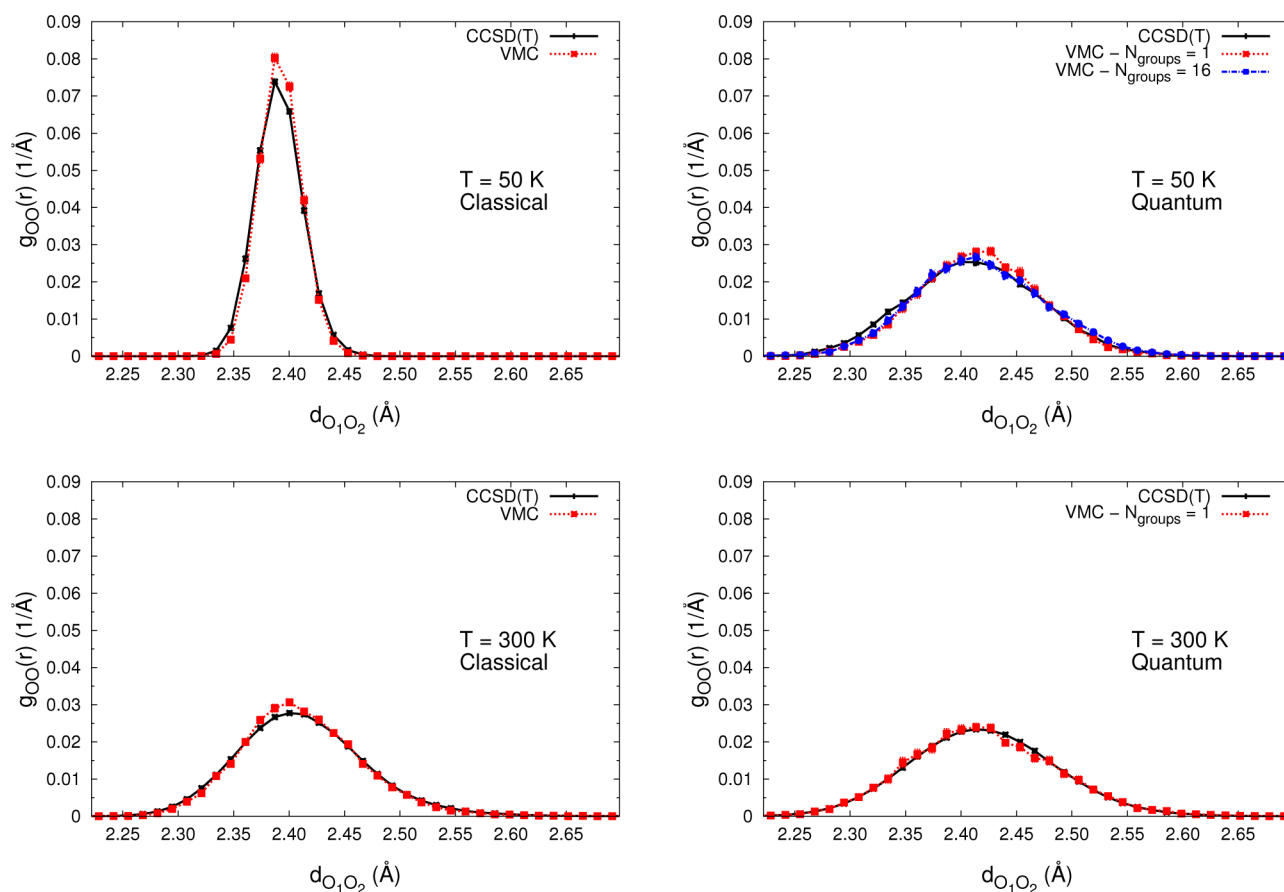 0.09
0.08
0.07
0.06
0.05
0.04
0.03
0.02
0.01
0
g_OO(r) (1/Å)
CCSD(T)
VMC
T = 50 K
Classical
2.25 2.30 2.35 2.40 2.45 2.50 2.55 2.60 2.65
d_O1O2 (Å)
0.09
0.08
0.07
0.06
0.05
0.04
0.03
0.02
0.01
0
g_OO(r) (1/Å)
CCSD(T)
VMC – N_groups = 1
VMC – N_groups = 16
T = 50 K
Quantum
2.25 2.30 2.35 2.40 2.45 2.50 2.55 2.60 2.65
d_O1O2 (Å)
0.09
0.08
0.07
0.06
0.05
0.04
0.03
0.02
0.01
0
g_OO(r) (1/Å)
CCSD(T)
VMC
T = 300 K
Classical
2.25 2.30 2.35 2.40 2.45 2.50 2.55 2.60 2.65
d_O1O2 (Å)
0.09
0.08
0.07
0.06
0.05
0.04
0.03
0.02
0.01
0
g_OO(r) (1/Å)
CCSD(T)
VMC – N_groups = 1
T = 300 K
Quantum
2.25 2.30 2.35 2.40 2.45 2.50 2.55 2.60 2.65
d_O1O2 (Å)